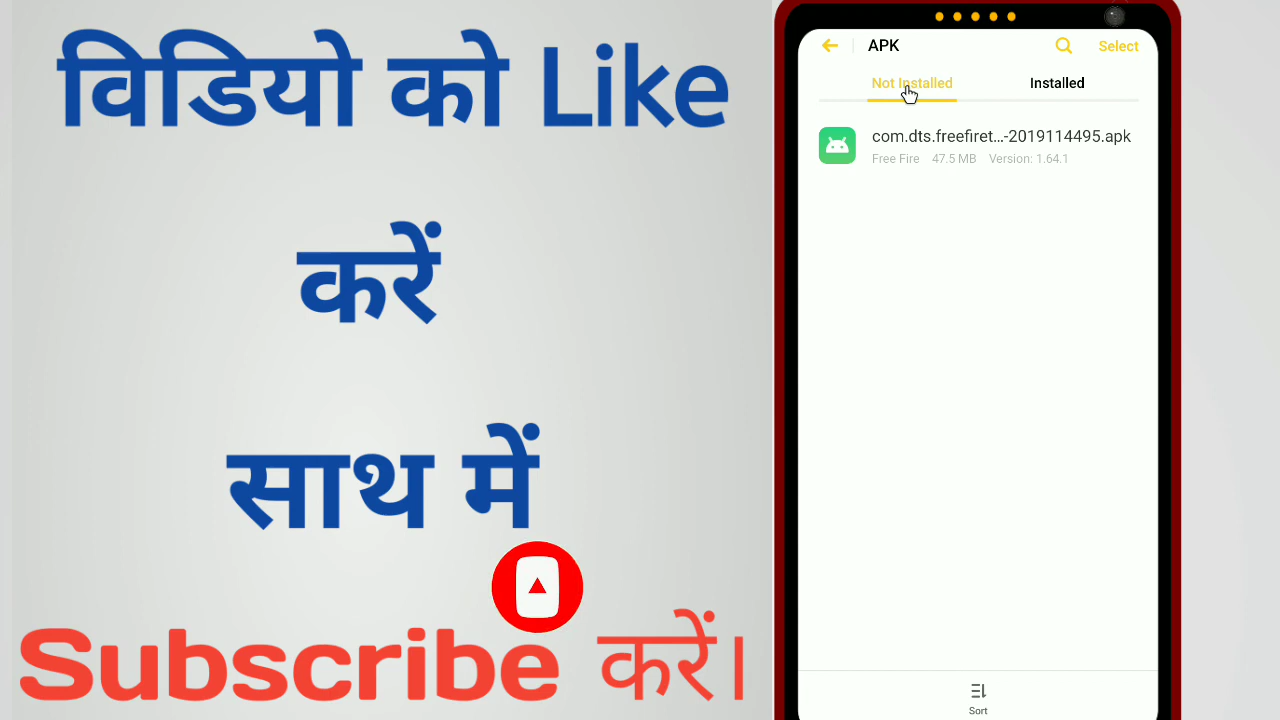 विडियो को Like
करें
साथ में
Subscribe करें।
APK
Select
Not Installed
Installed
com.dts.freefiret…-2019114495.apk
Free Fire 47.5 MB Version: 1.64.1
Sort